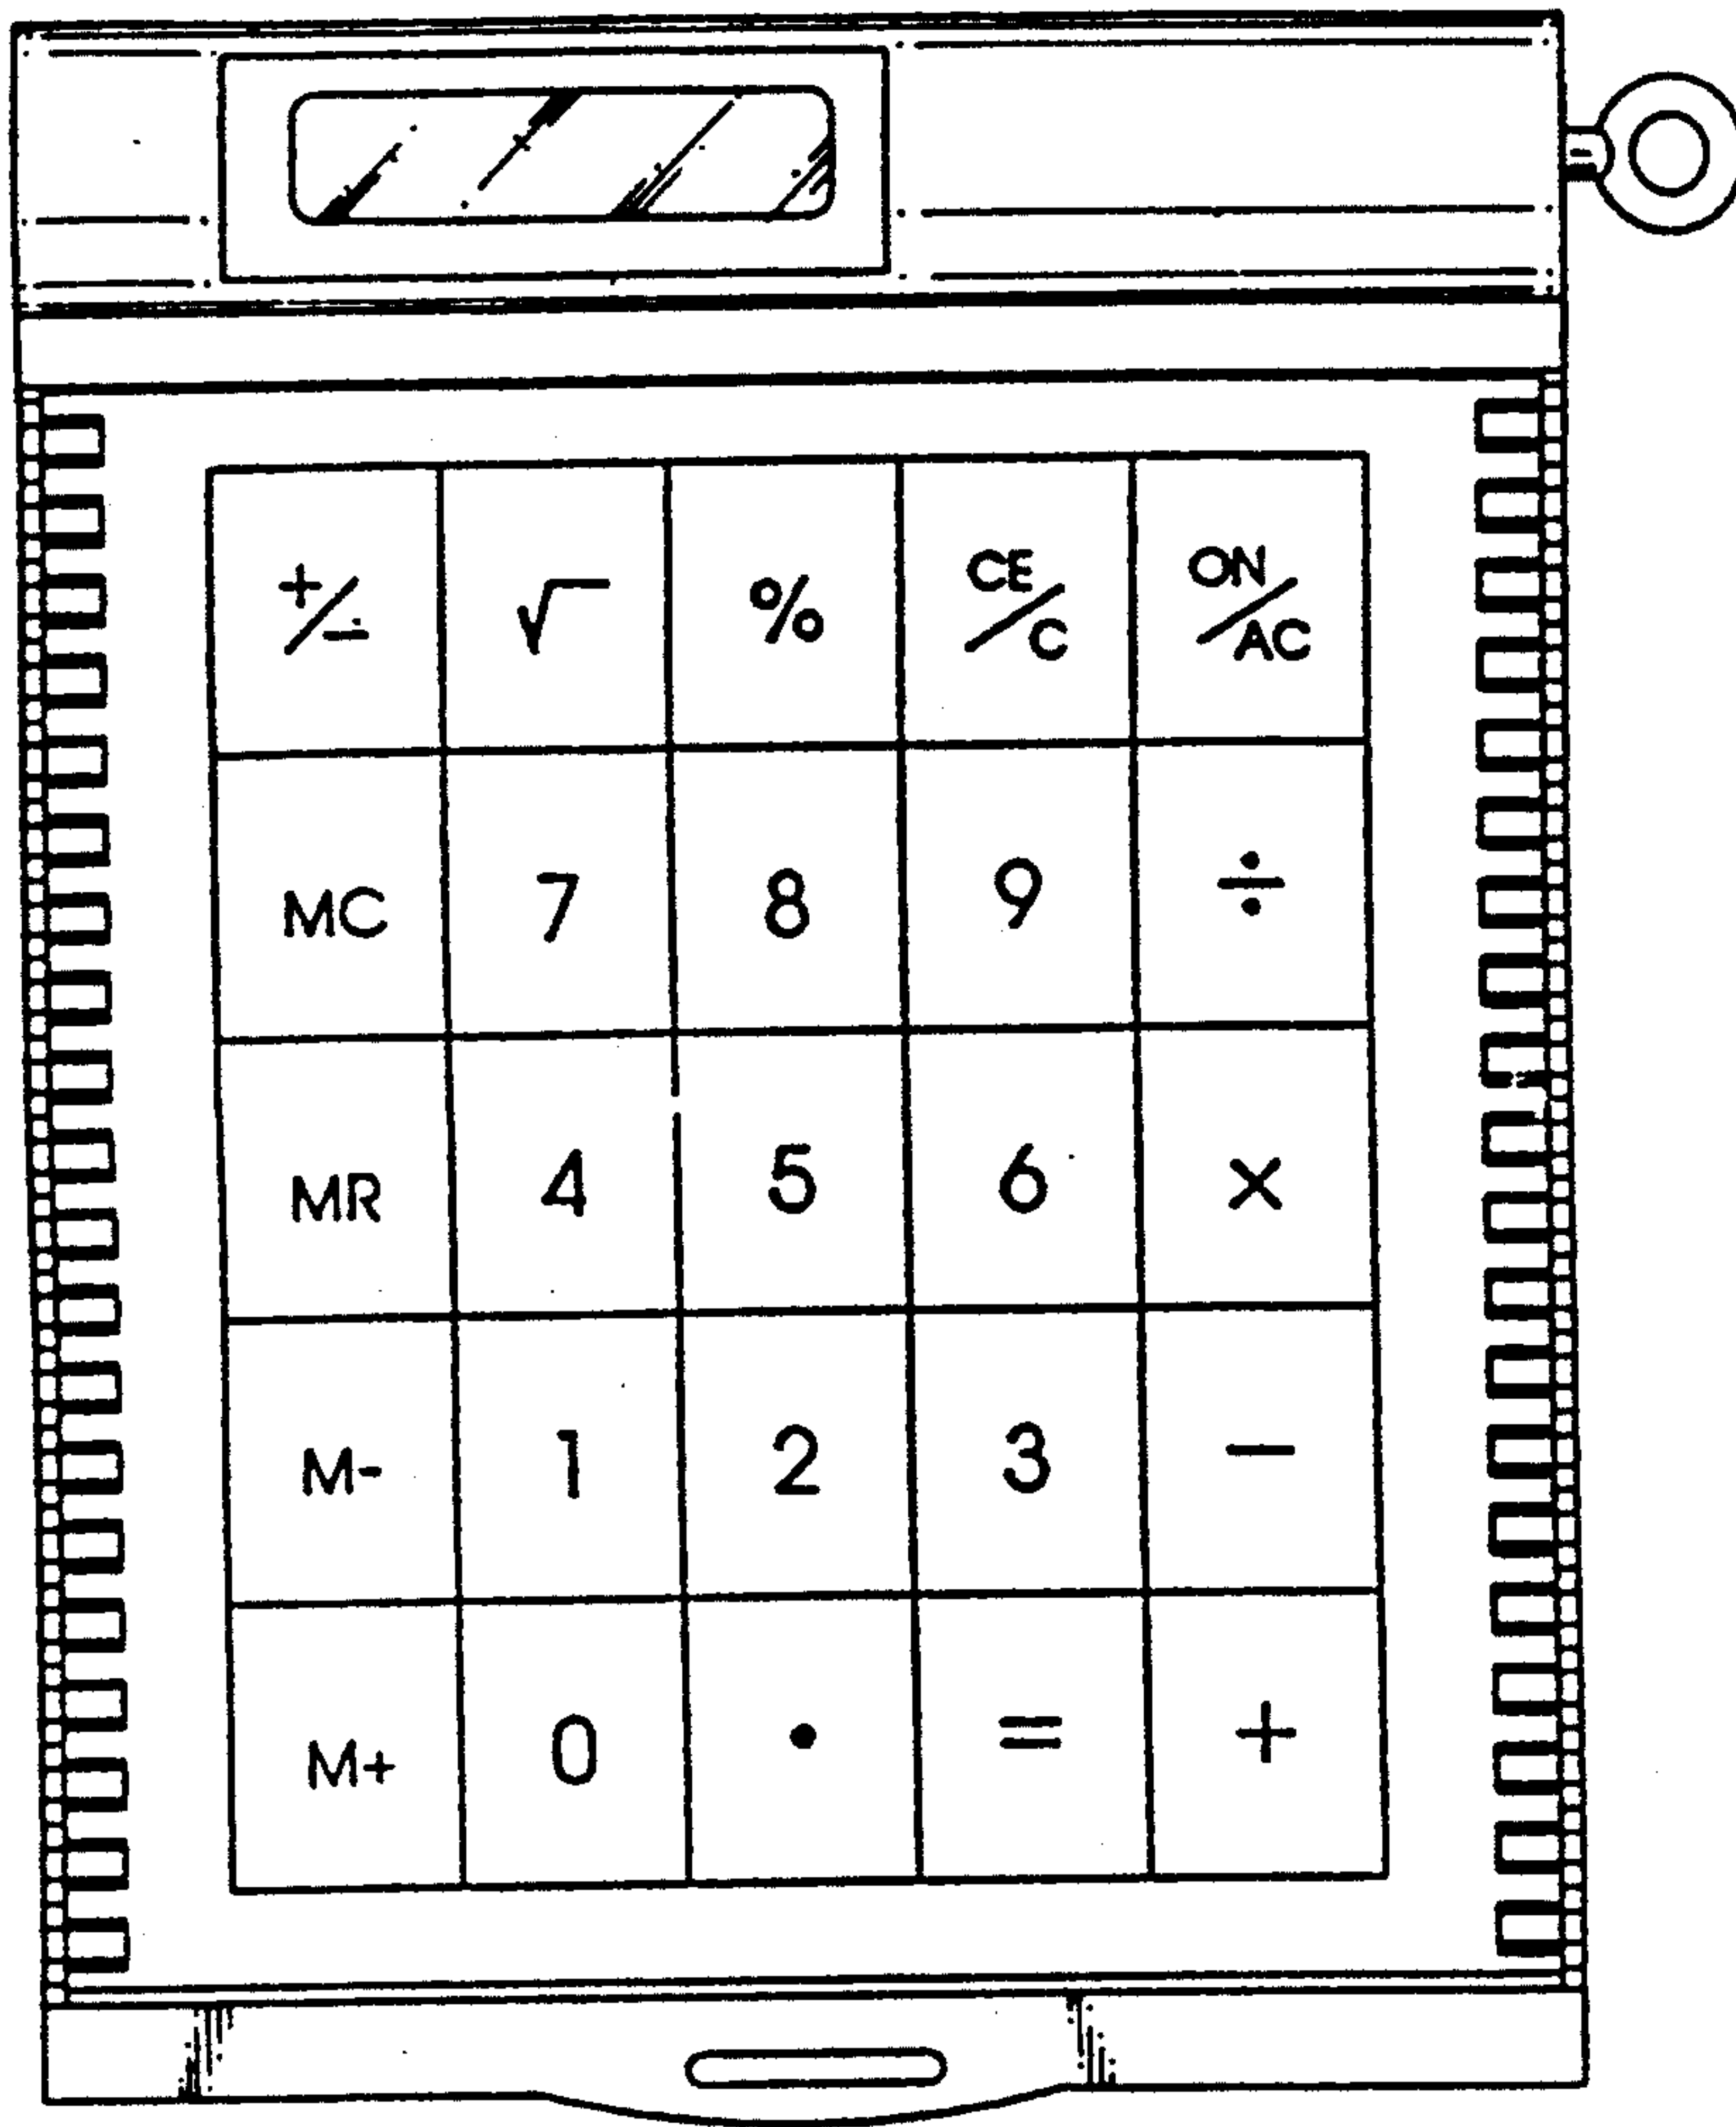 +/- √ % CE/C ON/AC
MC 7 8 9 ÷
MR 4 5 6 ×
M- 1 2 3 −
M+ 0 • = +